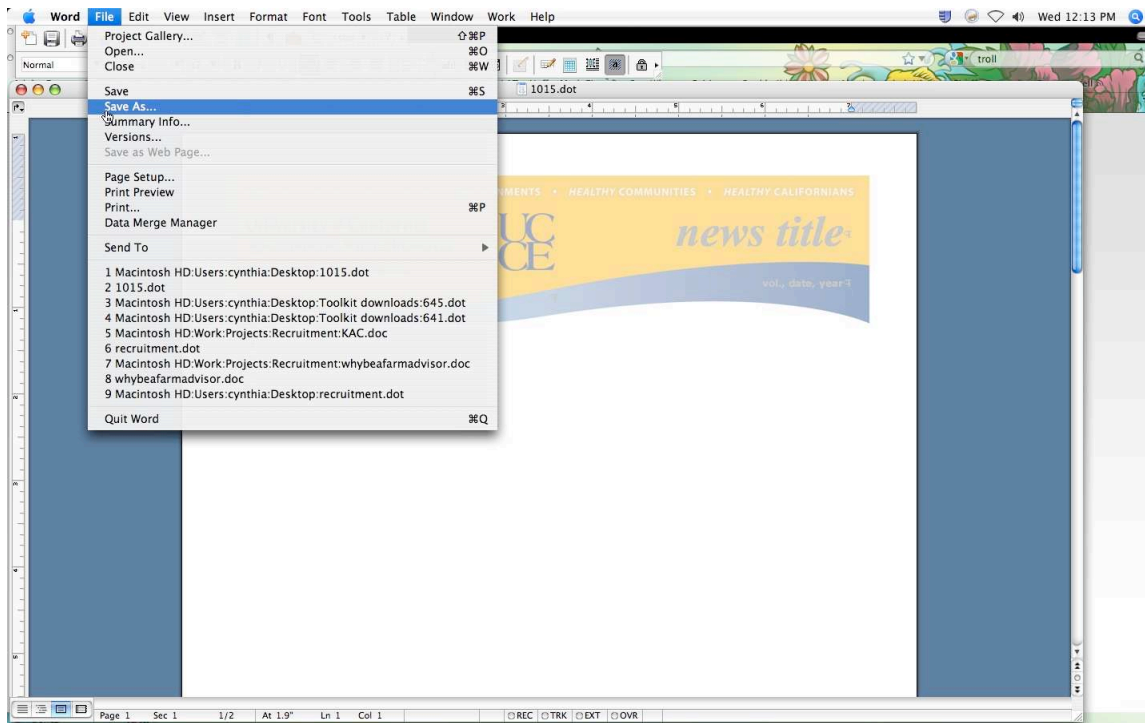 Word File Edit View Insert Format Font Tools Table Window Work Help Wed 12:13 PM
Project Gallery... ⇧⌘P
Open... ⌘O
Close ⌘W
Normal
troll
Save ⌘S
1015.dot
Save As...
Summary Info...
Versions...
Save as Web Page...
Page Setup...
Print Preview
Print... ⌘P
Data Merge Manager
Send To
1 Macintosh HD:Users:cynthia:Desktop:1015.dot
2 1015.dot
3 Macintosh HD:Users:cynthia:Desktop:Toolkit downloads:645.dot
4 Macintosh HD:Users:cynthia:Desktop:Toolkit downloads:641.dot
5 Macintosh HD:Work:Projects:Recruitment:KAC.doc
6 recruitment.dot
7 Macintosh HD:Work:Projects:Recruitment:whybeafarmadvisor.doc
8 whybeafarmadvisor.doc
9 Macintosh HD:Users:cynthia:Desktop:recruitment.dot
Quit Word ⌘Q
• HEALTHY COMMUNITIES • HEALTHY CALIFORNIANS
UC
CE
news title
vol., date, year
Page 1 Sec 1 1/2 At 1.9" Ln 1 Col 1 REC TRK EXT OVR